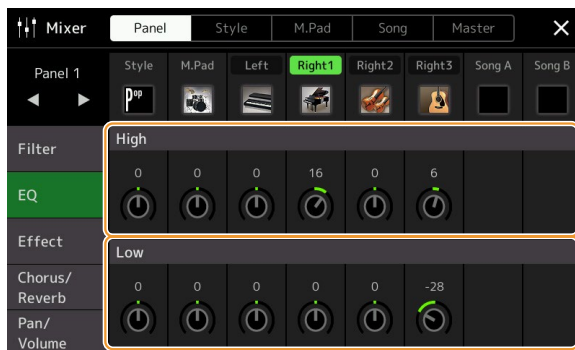 Mixer Panel Style M.Pad Song Master
Panel 1 Style M.Pad Left Right1 Right2 Right3 Song A Song B
Pop
Filter
High
0 0 0 16 0 6
EQ
Effect
Low
Chorus/
Reverb
0 0 0 0 0 -28
Pan/
Volume